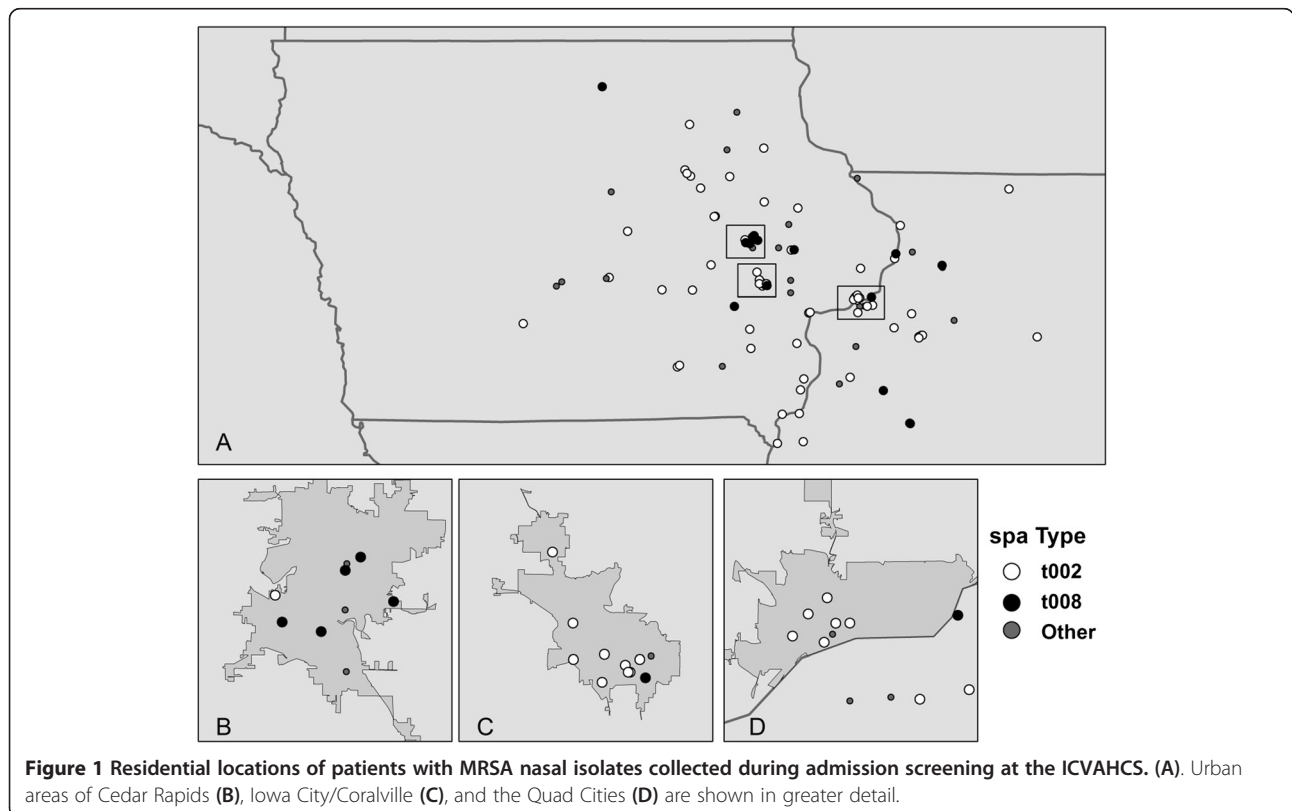 A
B
C
D
spa Type
t002
t008
Other
Figure 1 Residential locations of patients with MRSA nasal isolates collected during admission screening at the ICVAHCS. (A). Urban
areas of Cedar Rapids (B), Iowa City/Coralville (C), and the Quad Cities (D) are shown in greater detail.